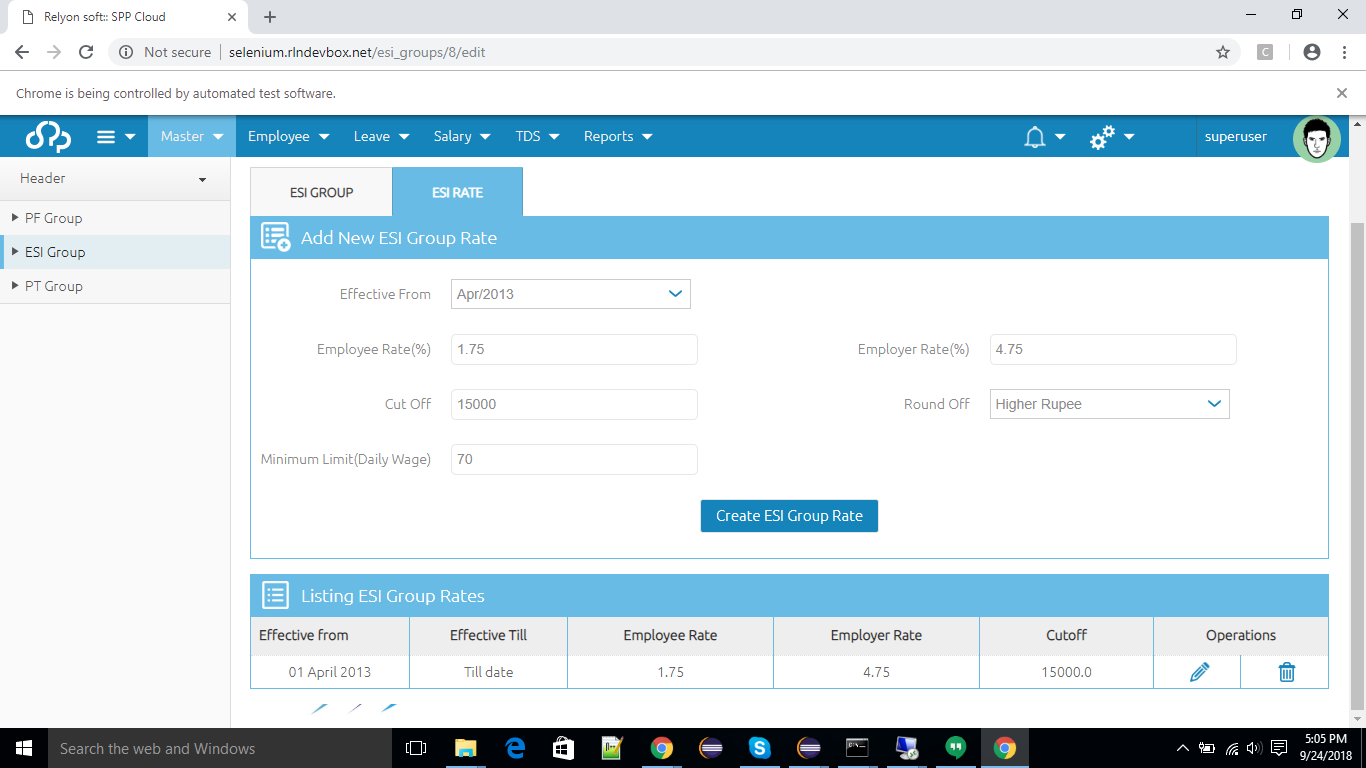 Relyon soft:: SPP Cloud
Not secure selenium.rlndevbox.net/esi_groups/8/edit
C
Chrome is being controlled by automated test software.
Master Employee Leave Salary TDS Reports superuser
Header
PF Group
ESI Group
PT Group
ESI GROUP ESI RATE
Add New ESI Group Rate
Effective From Apr/2013
Employee Rate(%) 1.75 Employer Rate(%) 4.75
Cut Off 15000 Round Off Higher Rupee
Minimum Limit(Daily Wage) 70
Create ESI Group Rate
Listing ESI Group Rates
Effective from Effective Till Employee Rate Employer Rate Cutoff Operations
01 April 2013 Till date 1.75 4.75 15000.0
Search the web and Windows
5:05 PM
9/24/2018